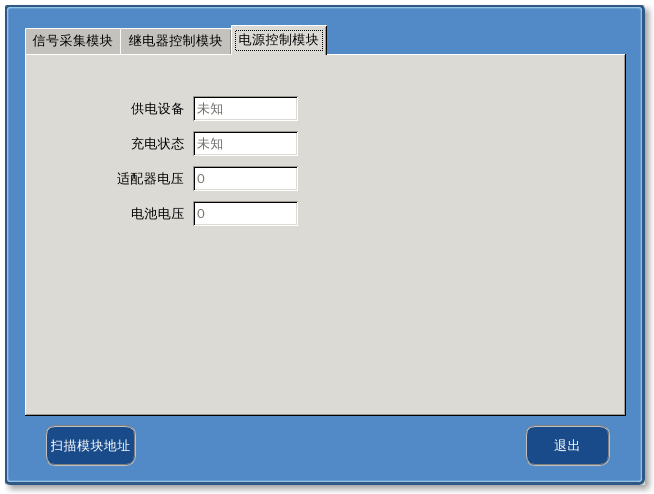 信号采集模块 继电器控制模块 电源控制模块
供电设备 未知
充电状态 未知
适配器电压 0
电池电压 0
扫描模块地址 退出